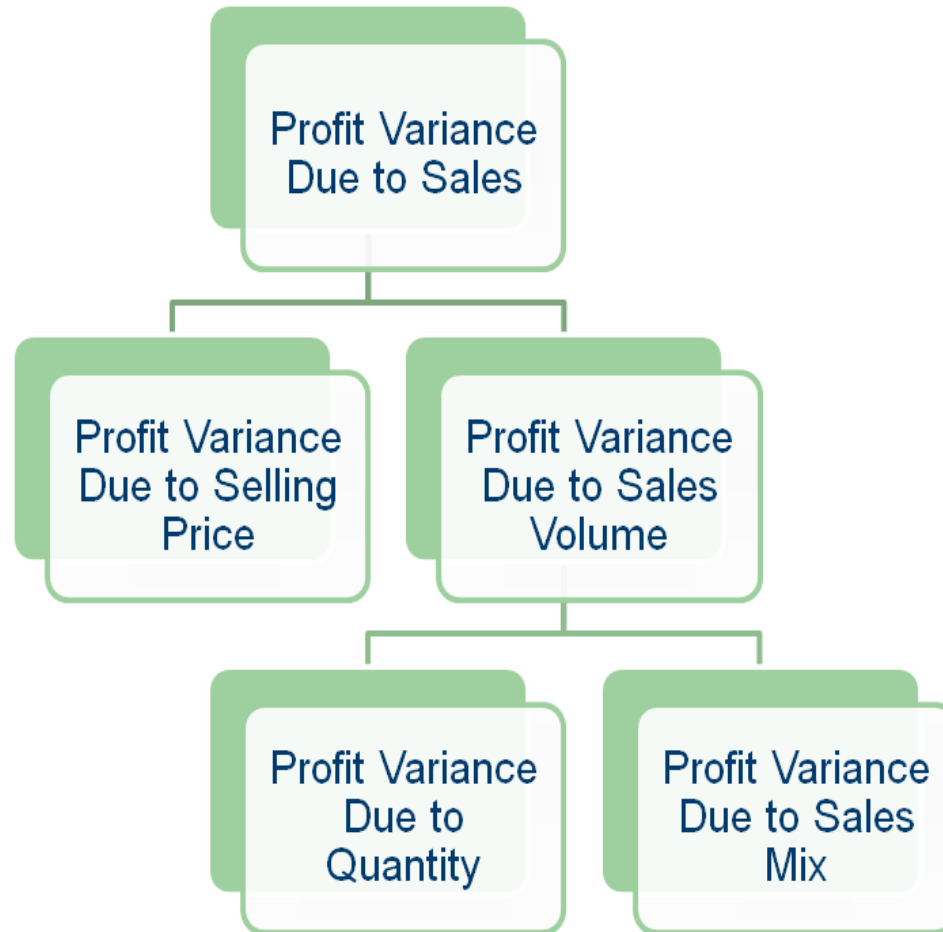 Profit Variance
Due to Sales
Profit Variance
Due to Selling
Price
Profit Variance
Due to Sales
Volume
Profit Variance
Due to
Quantity
Profit Variance
Due to Sales
Mix